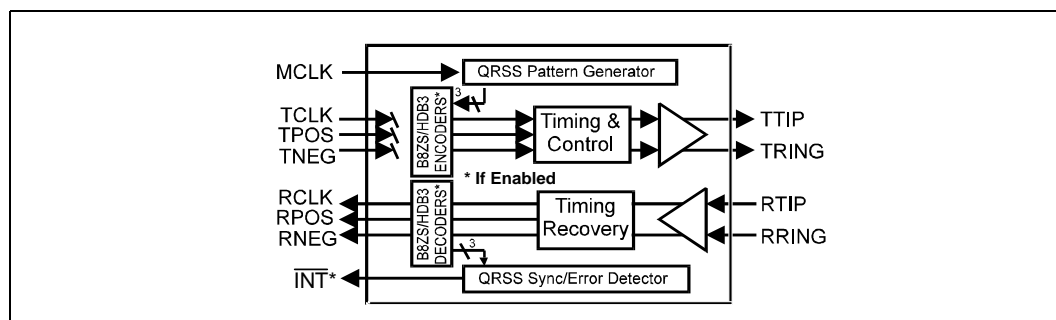 MCLK
QRSS Pattern Generator
3
TCLK
TPOS
TNEG
B8ZS/HDB3
ENCODERS*
Timing &
Control
TTIP
TRING
* If Enabled
RCLK
RPOS
RNEG
B8ZS/HDB3
DECODERS*
Timing
Recovery
RTIP
RRING
3
INT*
QRSS Sync/Error Detector